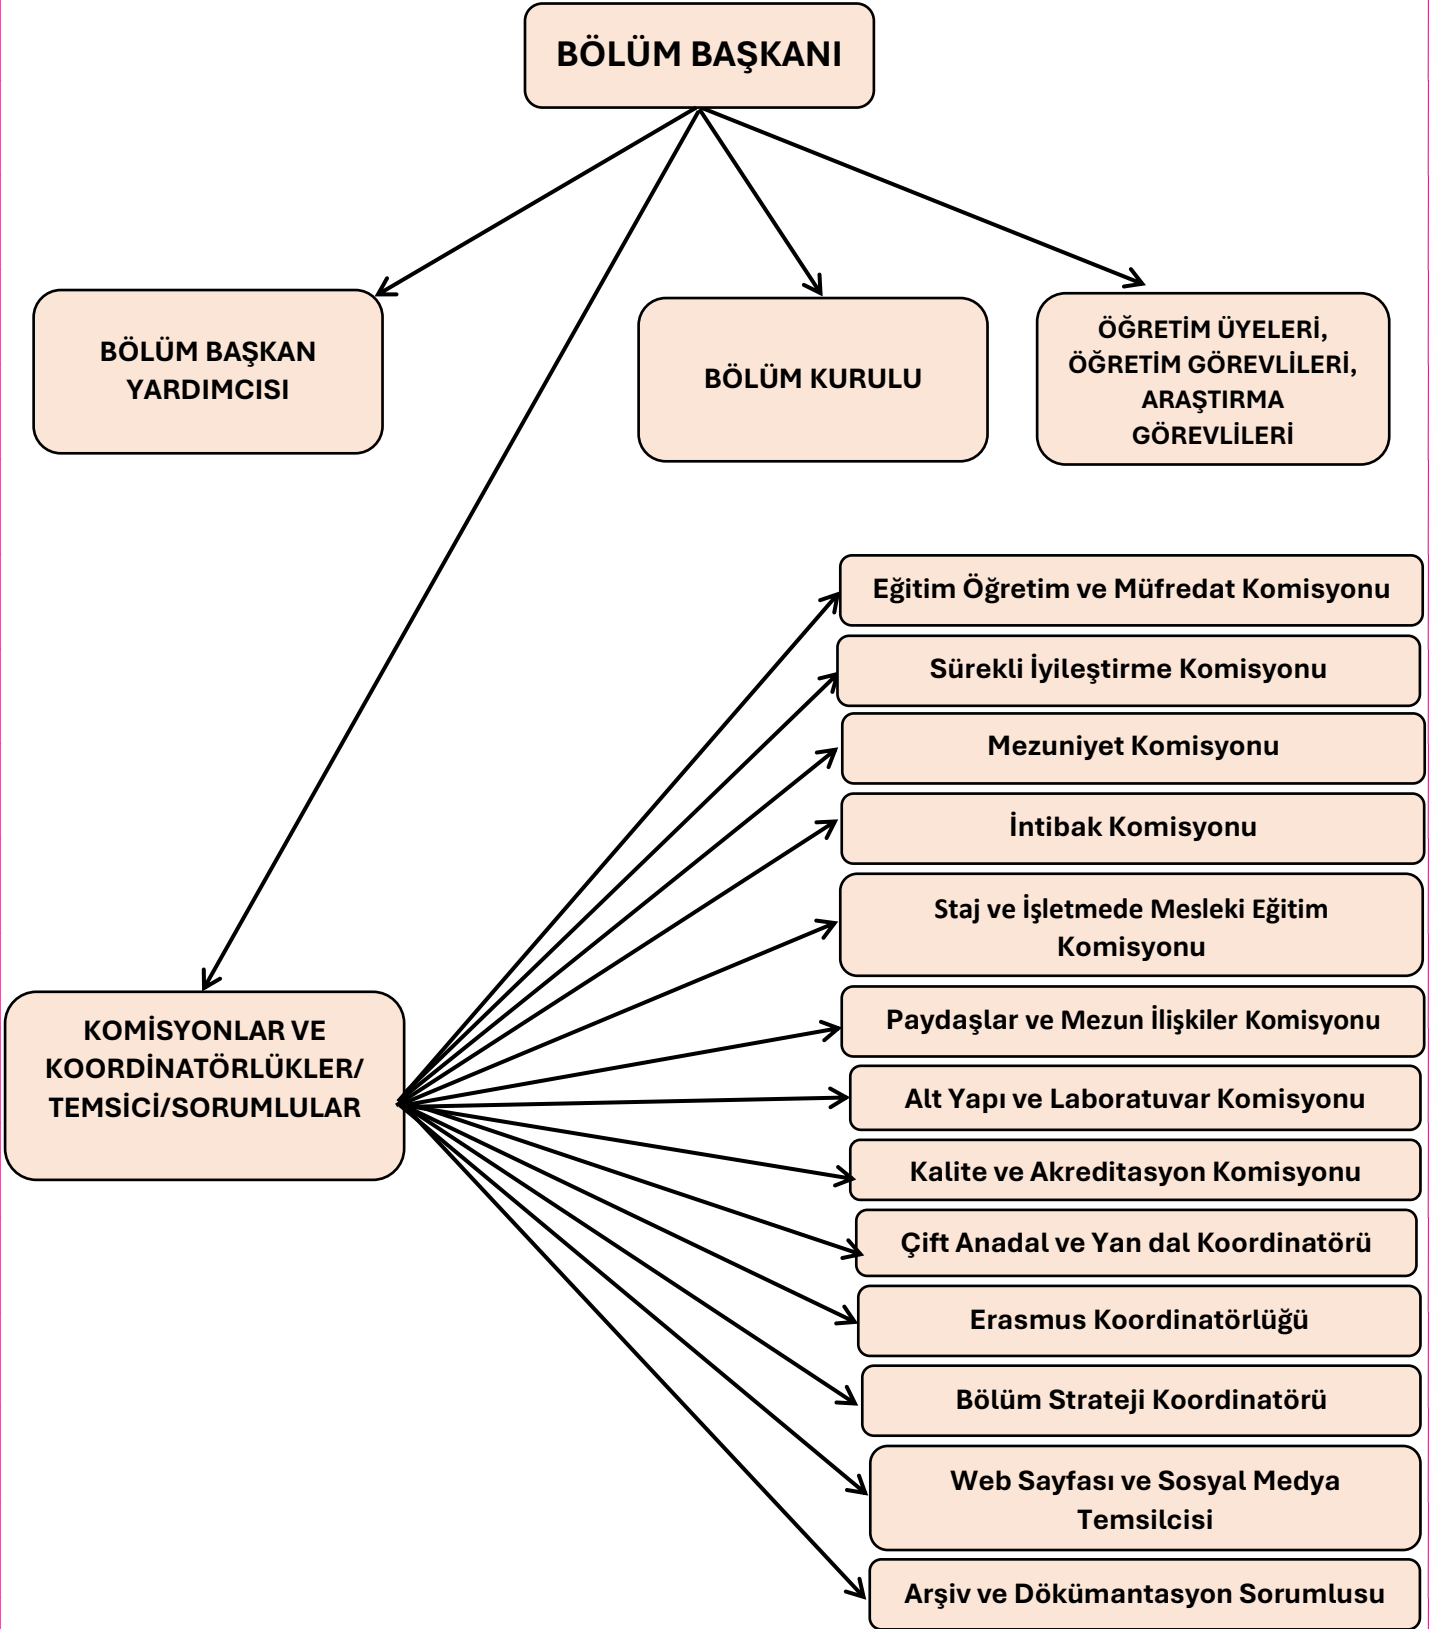 BÖLÜM BAŞKANI
BÖLÜM BAŞKAN
YARDIMCISI
BÖLÜM KURULU
ÖĞRETİM ÜYELERİ,
ÖĞRETİM GÖREVLİLERİ,
ARAŞTIRMA
GÖREVLİLERİ
KOMİSYONLAR VE
KOORDİNATÖRLÜKLER/
TEMSİCİ/SORUMLULAR
Eğitim Öğretim ve Müfredat Komisyonu
Sürekli İyileştirme Komisyonu
Mezuniyet Komisyonu
İntibak Komisyonu
Staj ve İşletmede Mesleki Eğitim
Komisyonu
Paydaşlar ve Mezun İlişkiler Komisyonu
Alt Yapı ve Laboratuvar Komisyonu
Kalite ve Akreditasyon Komisyonu
Çift Anadal ve Yan dal Koordinatörü
Erasmus Koordinatörlüğü
Bölüm Strateji Koordinatörü
Web Sayfası ve Sosyal Medya
Temsilcisi
Arşiv ve Dökümantasyon Sorumlusu